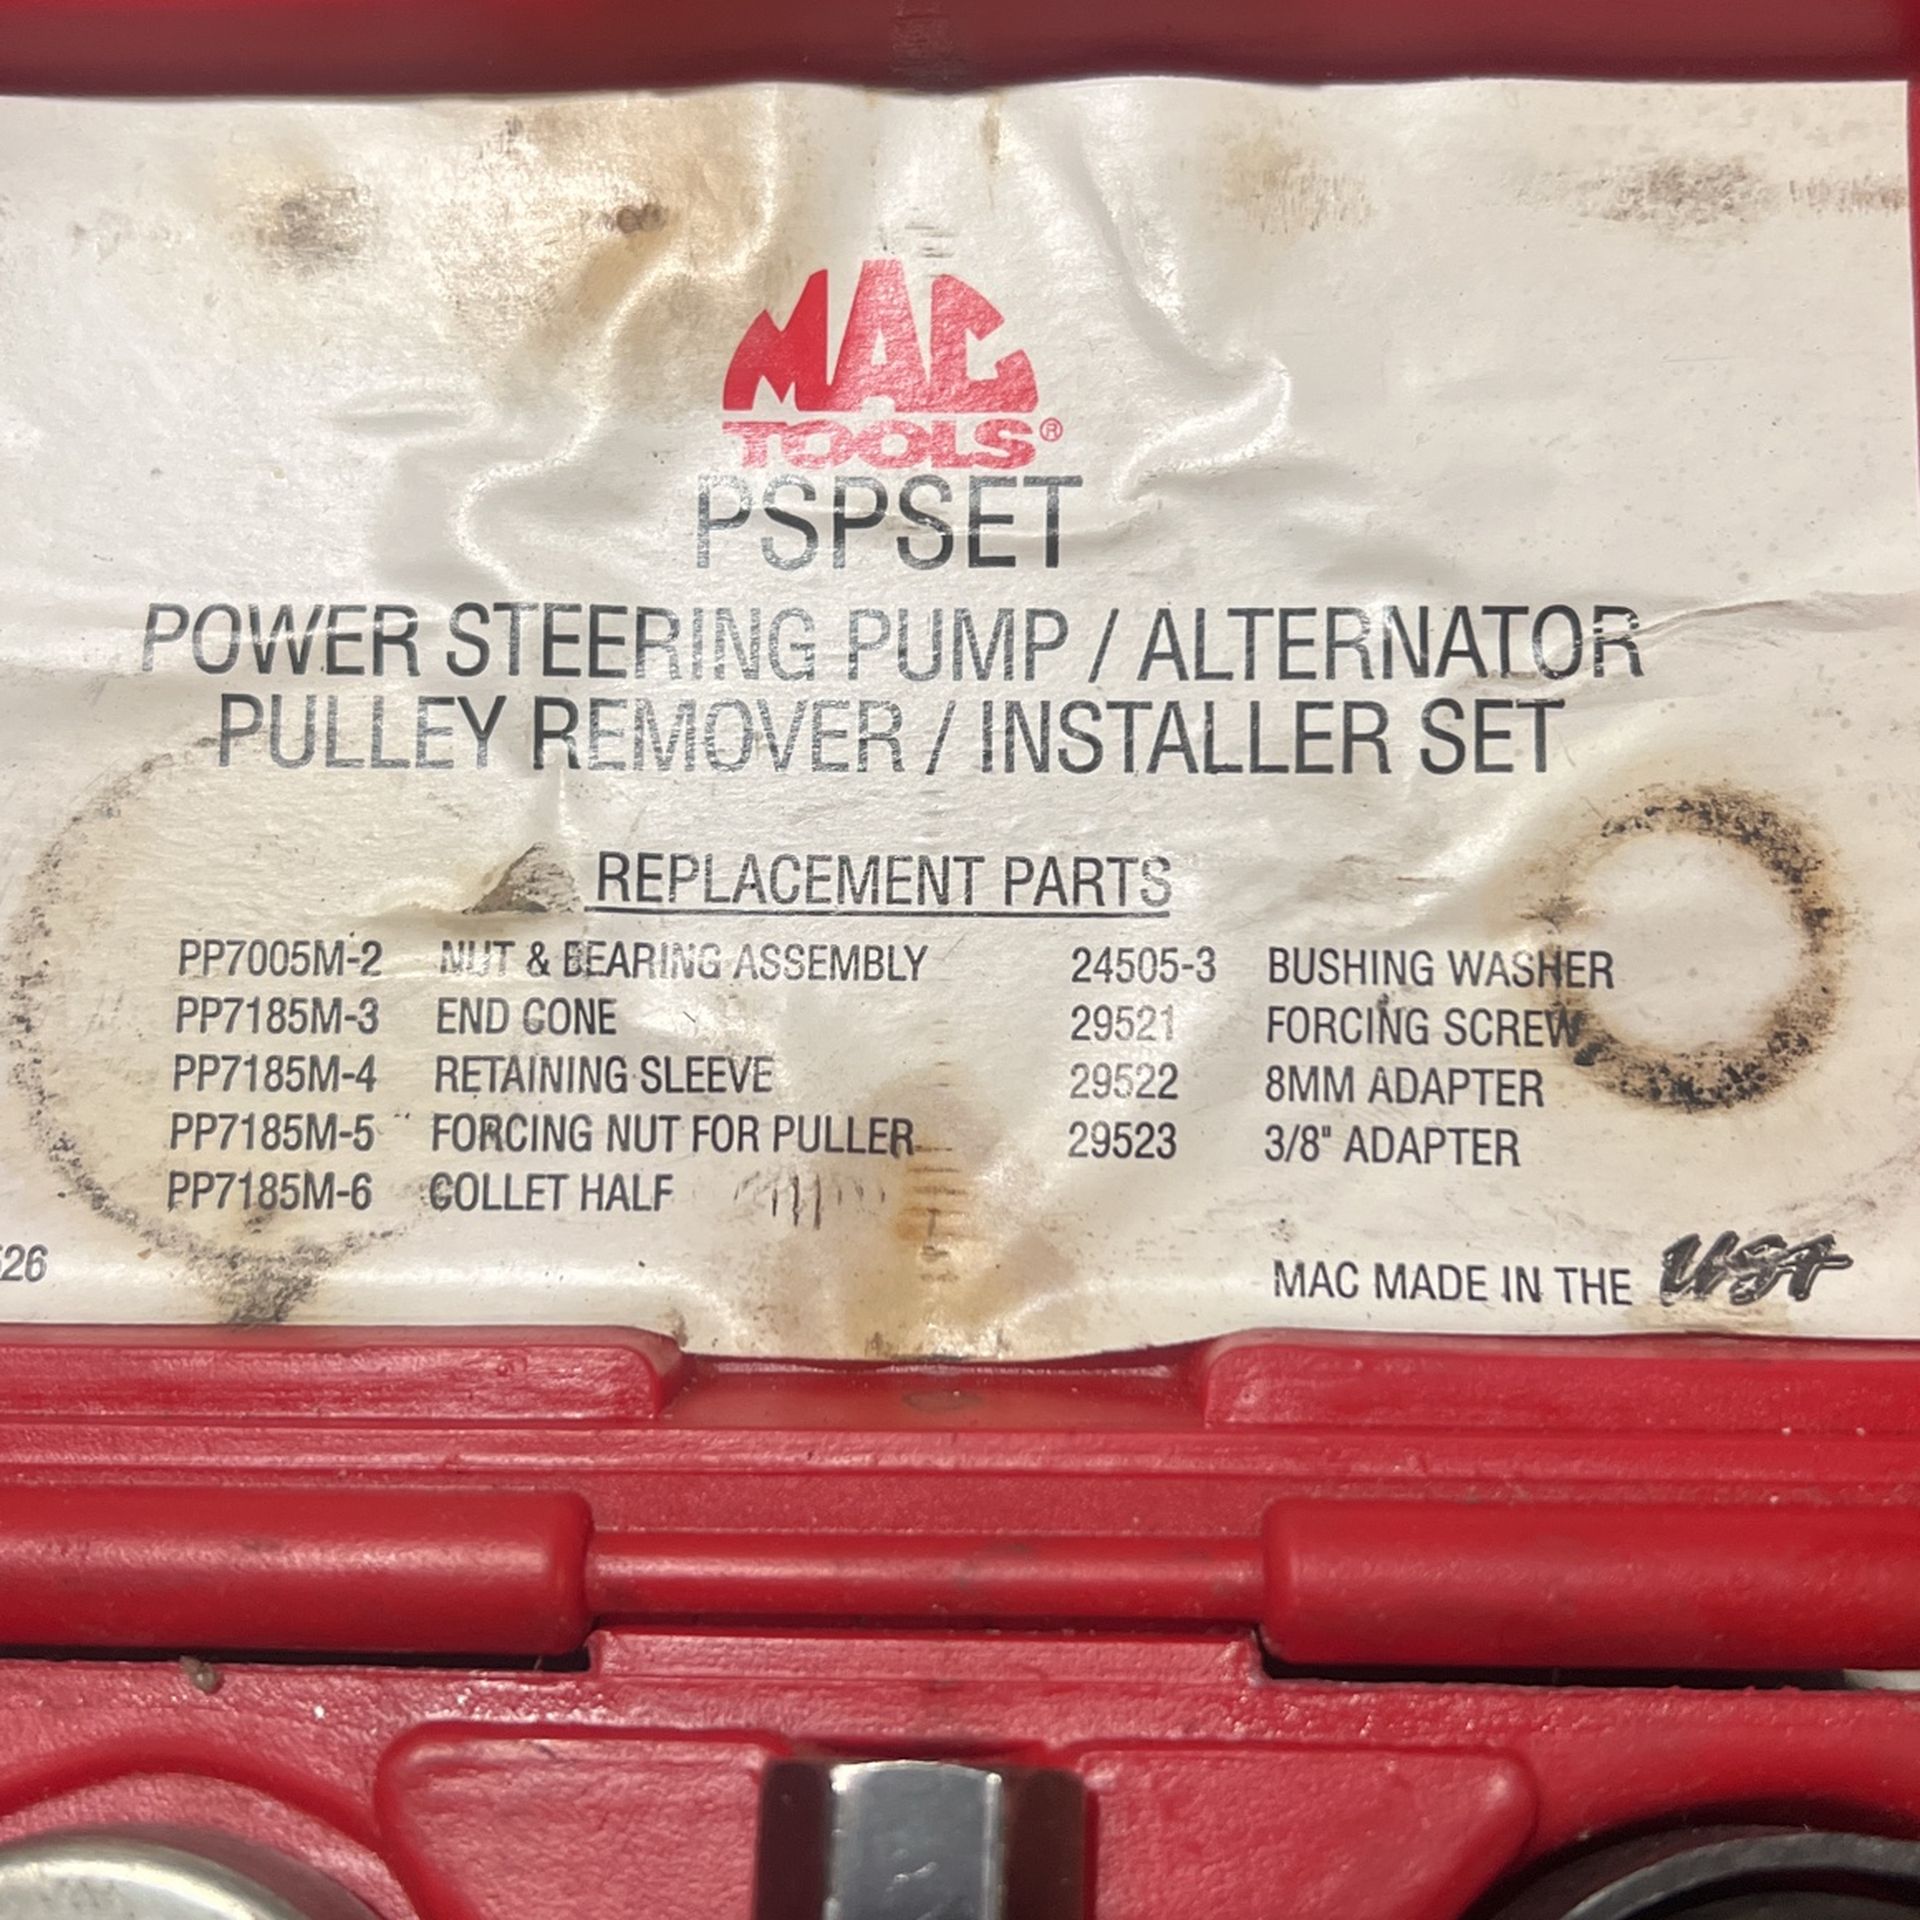 MAC
TOOLS®
PSPSET
POWER STEERING PUMP / ALTERNATOR
PULLEY REMOVER / INSTALLER SET
REPLACEMENT PARTS
PP7005M-2 NUT & BEARING ASSEMBLY
PP7185M-3 END CONE
PP7185M-4 RETAINING SLEEVE
PP7185M-5 FORCING NUT FOR PULLER
PP7185M-6 COLLET HALF
24505-3 BUSHING WASHER
29521 FORCING SCREW
29522 8MM ADAPTER
29523 3/8" ADAPTER
MAC MADE IN THE USA